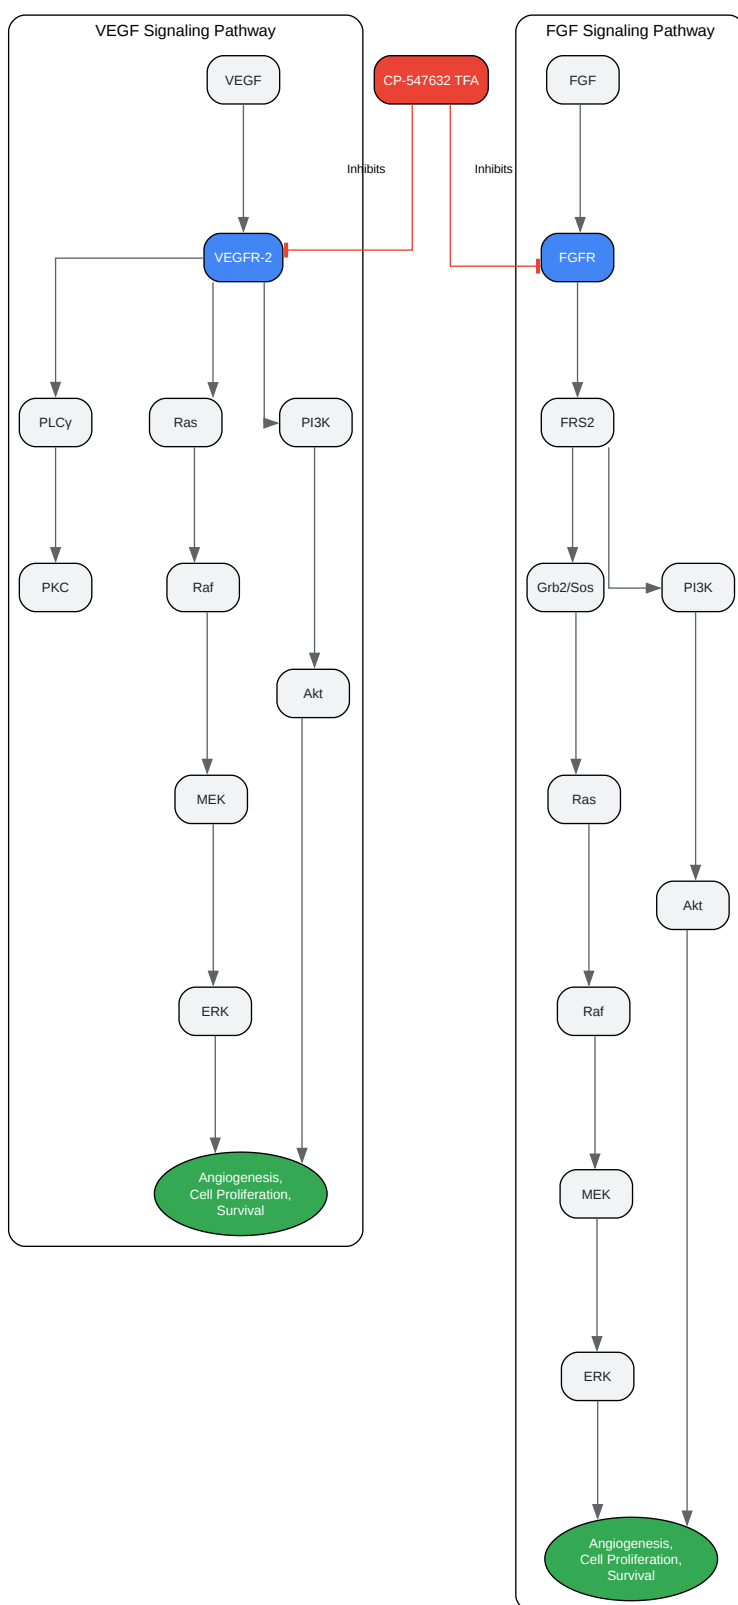 VEGF Signaling Pathway
FGF Signaling Pathway
VEGF
CP-547632 TFA
FGF
Inhibits
Inhibits
VEGFR-2
FGFR
PLCγ
Ras
PI3K
FRS2
PKC
Raf
Grb2/Sos
PI3K
Akt
MEK
Ras
Akt
ERK
Raf
Angiogenesis,
Cell Proliferation,
Survival
MEK
ERK
Angiogenesis,
Cell Proliferation,
Survival